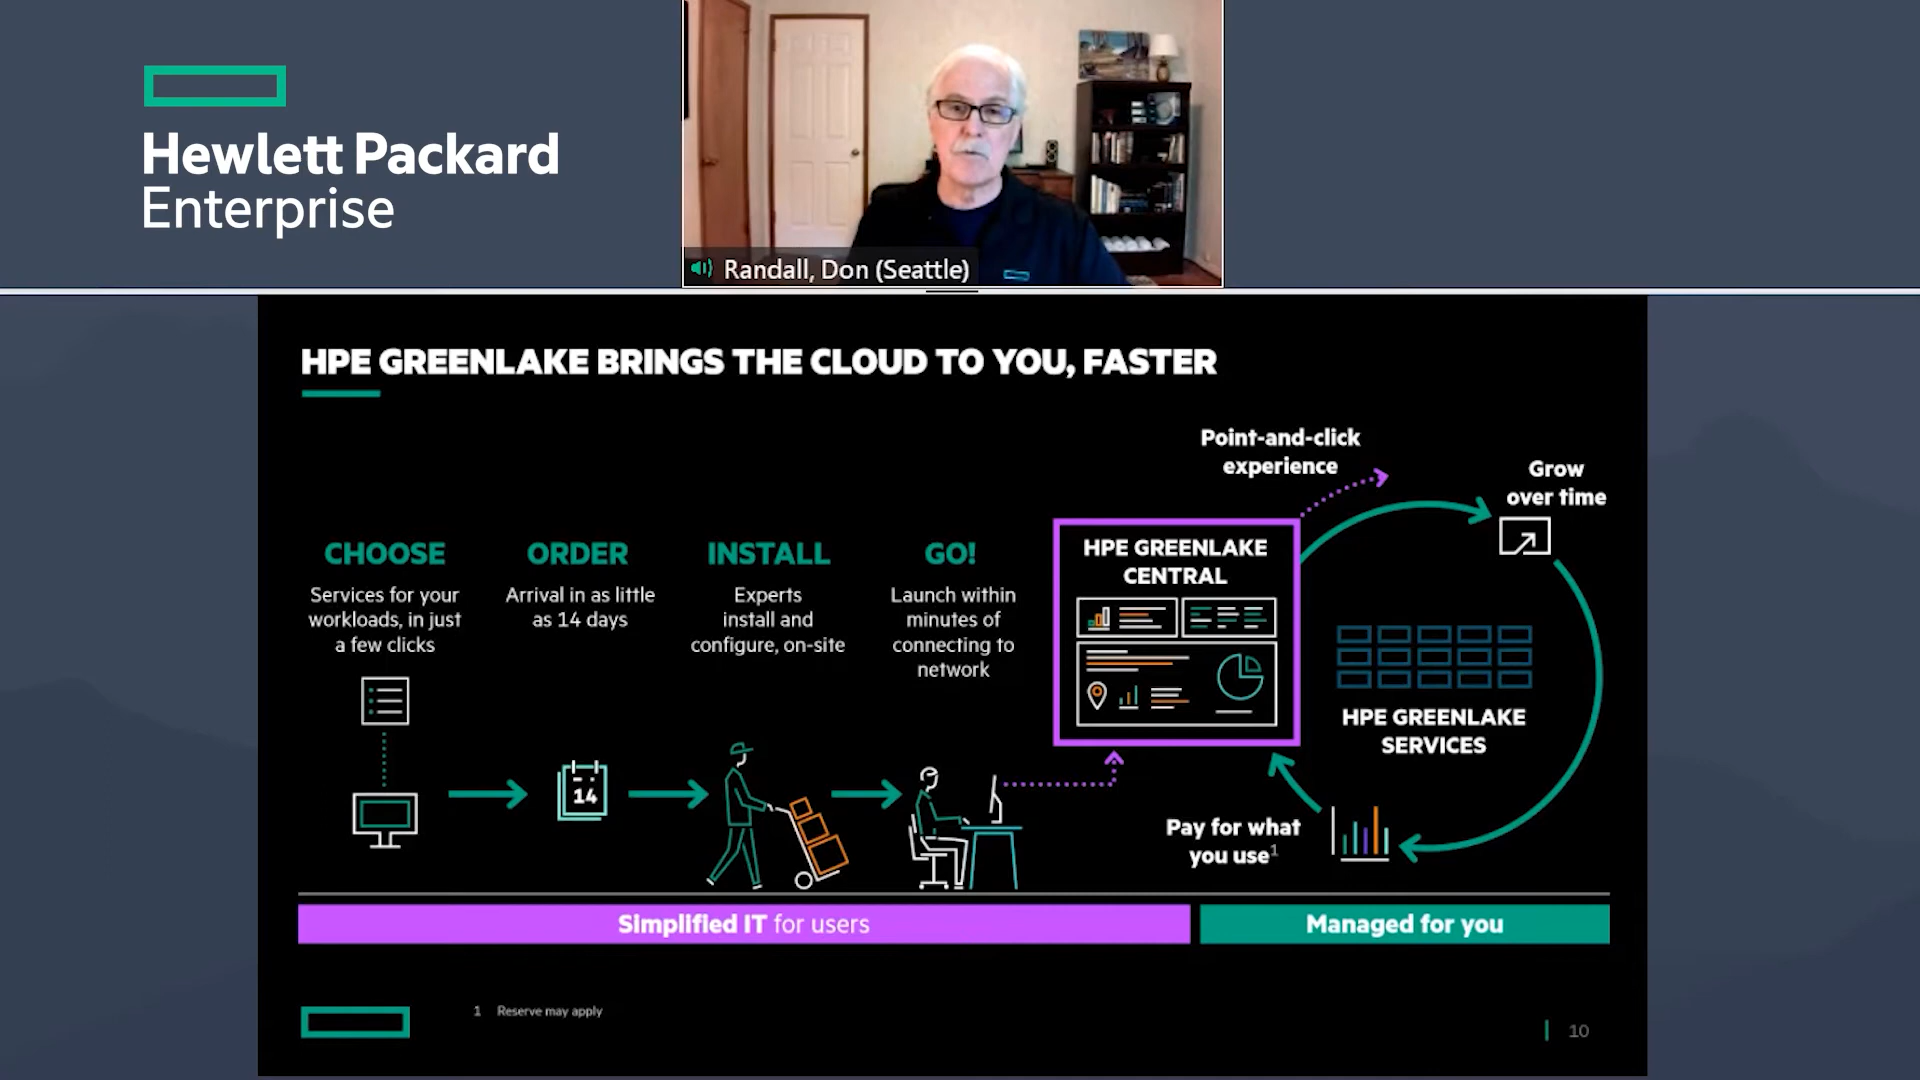 Hewlett Packard
Enterprise
Randall, Don (Seattle)
HPE GREENLAKE BRINGS THE CLOUD TO YOU, FASTER
CHOOSE
Services for your
workloads, in just
a few clicks
ORDER
Arrival in as little
as 14 days
14
INSTALL
Experts
install and
configure, on-site
GO!
Launch within
minutes of
connecting to
network
HPE GREENLAKE
CENTRAL
Point-and-click
experience
Grow
over time
HPE GREENLAKE
SERVICES
Pay for what
you use1
Simplified IT for users
Managed for you
1 Reserve may apply
10